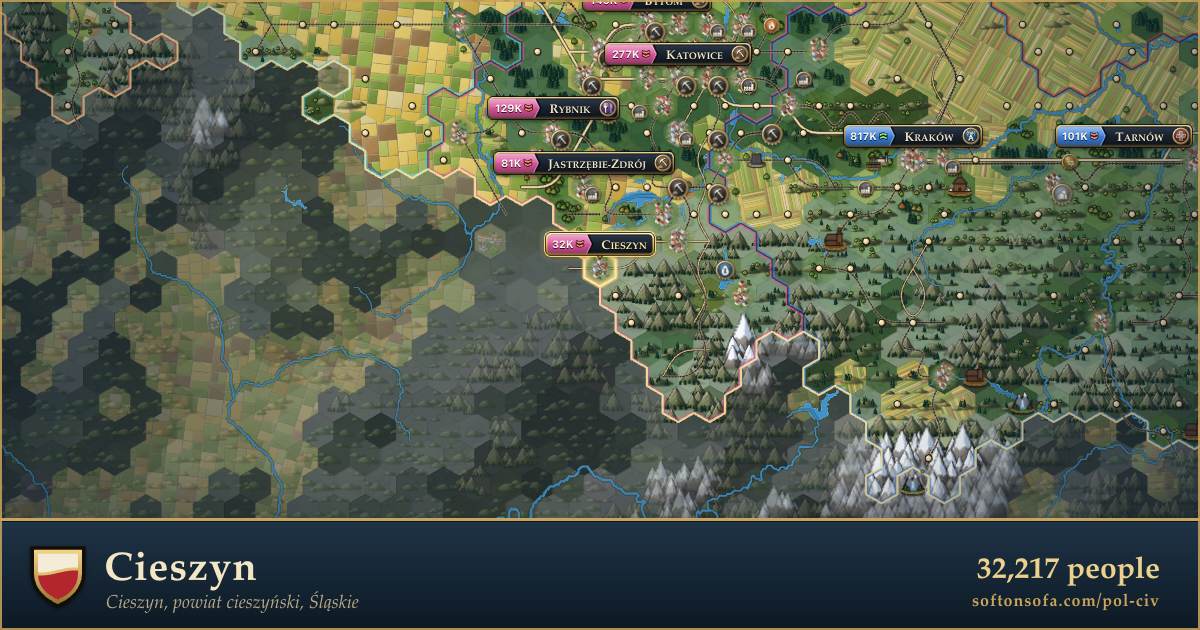 BYTOM
277K KATOWICE
129K RYBNIK
817K KRAKÓW
101K TARNÓW
81K JASTRZĘBIE-ZDRÓJ
32K CIESZYN
Cieszyn
Cieszyn, powiat cieszyński, Śląskie
32,217 people
softonsofa.com/pol-civ